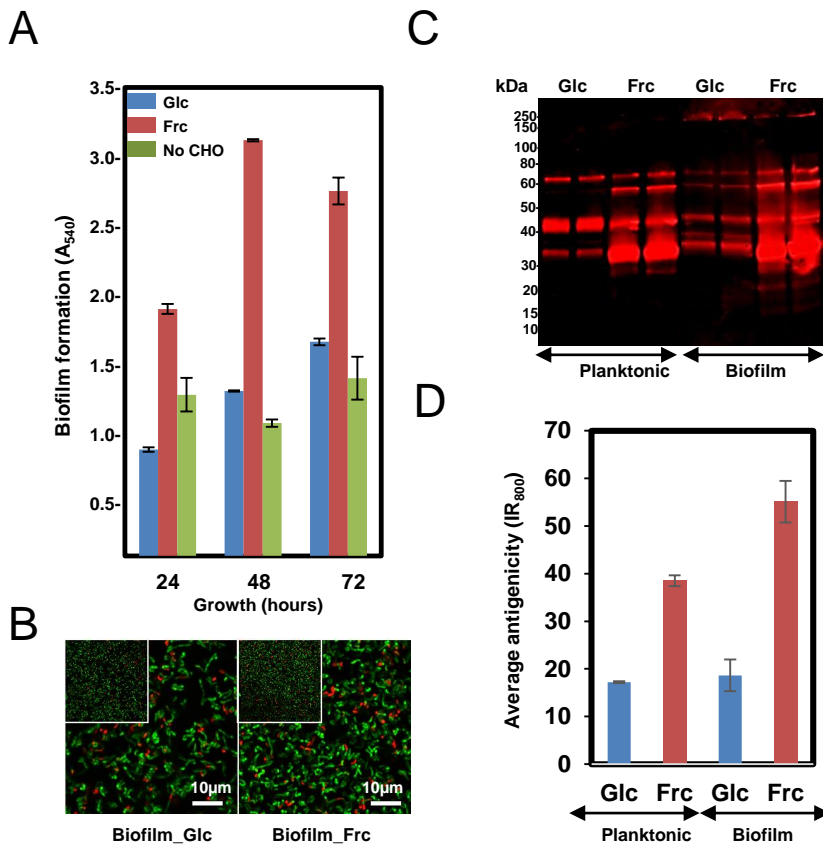 A
Biofilm formation (A540)
3.5-
3.0-
2.5-
2.0-
1.5-
1.0-
0.5-
Glc
Frc
No CHO
24 48 72
Growth (hours)
B
10µm 10µm
Biofilm_Glc Biofilm_Frc
C
kDa Glc Frc Glc Frc
250
150
100
80
60
50
40
30
20
15
10
Planktonic Biofilm
D
Average antigenicity (IR800)
70
60
50
40
30
20
10
0
Glc Frc Glc Frc
Planktonic Biofilm